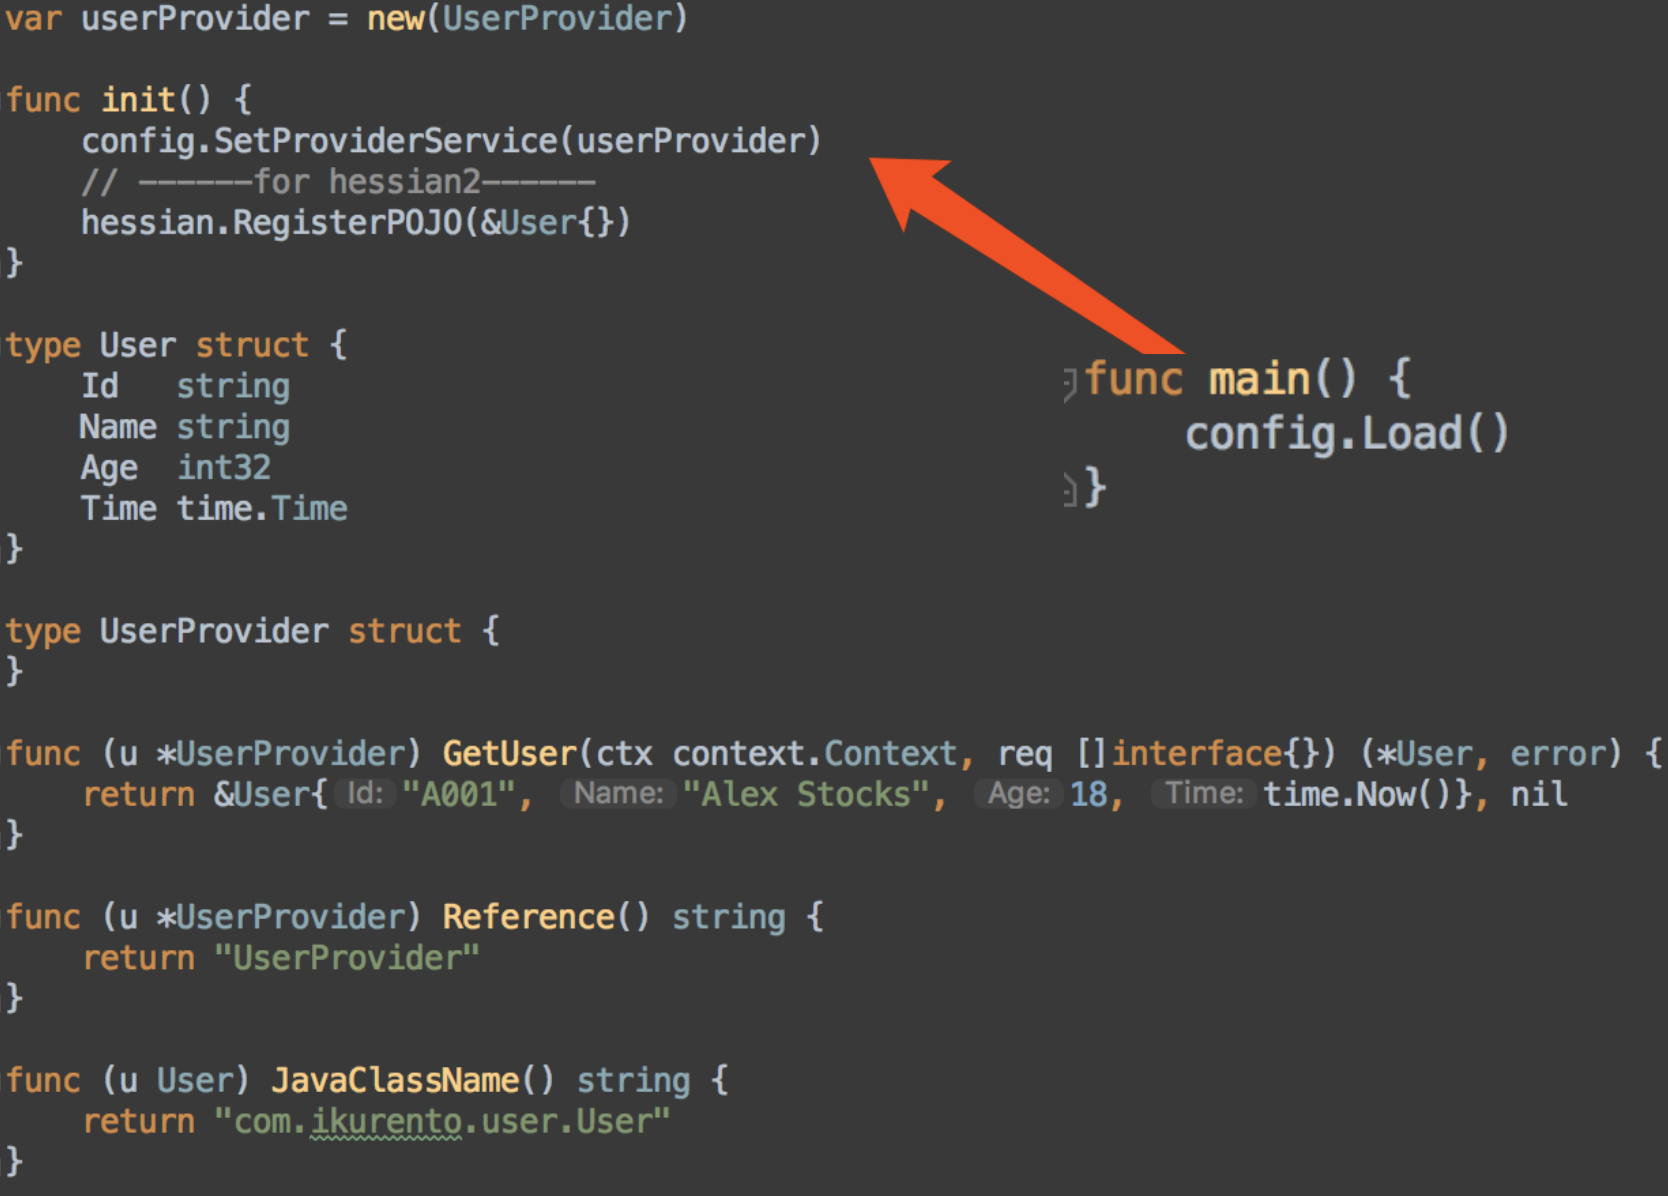 var userProvider = new(UserProvider)
func init() {
config.SetProviderService(userProvider)
// ------for hessian2------
hessian.RegisterPOJO(&User{})
}
type User struct {
Id string
Name string
Age int32
Time time.Time
}
func main() {
config.Load()
}
type UserProvider struct {
}
func (u *UserProvider) GetUser(ctx context.Context, req []interface{}) (*User, error) {
return &User{ Id: "A001", Name: "Alex Stocks", Age: 18, Time: time.Now()}, nil
}
func (u *UserProvider) Reference() string {
return "UserProvider"
}
func (u User) JavaClassName() string {
return "com.ikurento.user.User"
}